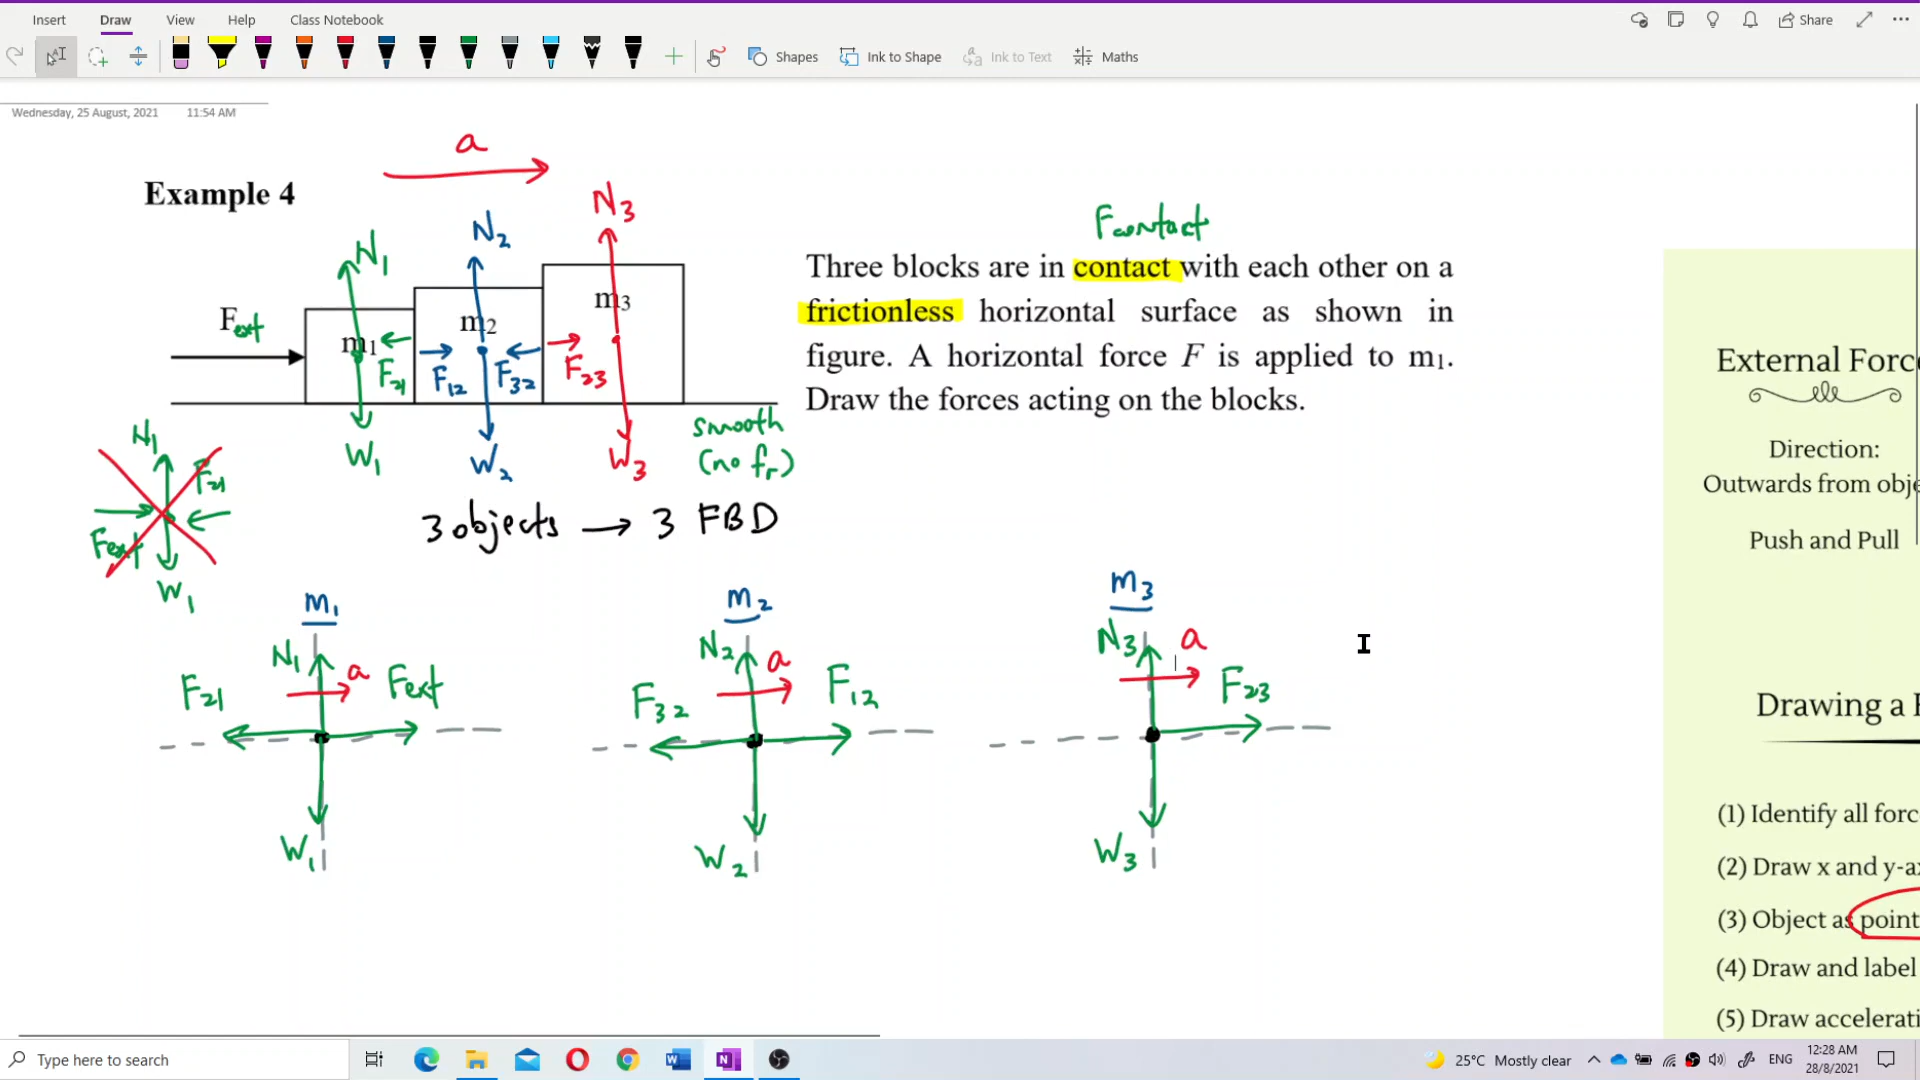 Insert Draw View Help Class Notebook Share
Shapes Ink to Shape Ink to Text Maths
Wednesday, 25 August, 2021 11:54 AM
a
Example 4
N3
N2
N1
Fcontact
Three blocks are in contact with each other on a
frictionless horizontal surface as shown in
figure. A horizontal force F is applied to m1.
Draw the forces acting on the blocks.
Fext
m1
m2
m3
F21
F12
F32
F23
W1
W2
W3
smooth
(no fr)
N1
F21
Fext
W1
3 objects → 3 FBD
m1
N1
a
F21
Fext
W1
m2
N2
a
F32
F12
W2
m3
N3
a
F23
W3
External Forc
Direction:
Outwards from obje
Push and Pull
Drawing a F
(1) Identify all forc
(2) Draw x and y-ax
(3) Object as point
(4) Draw and label
(5) Draw accelerati
Type here to search
25°C Mostly clear
ENG
12:28 AM
28/8/2021